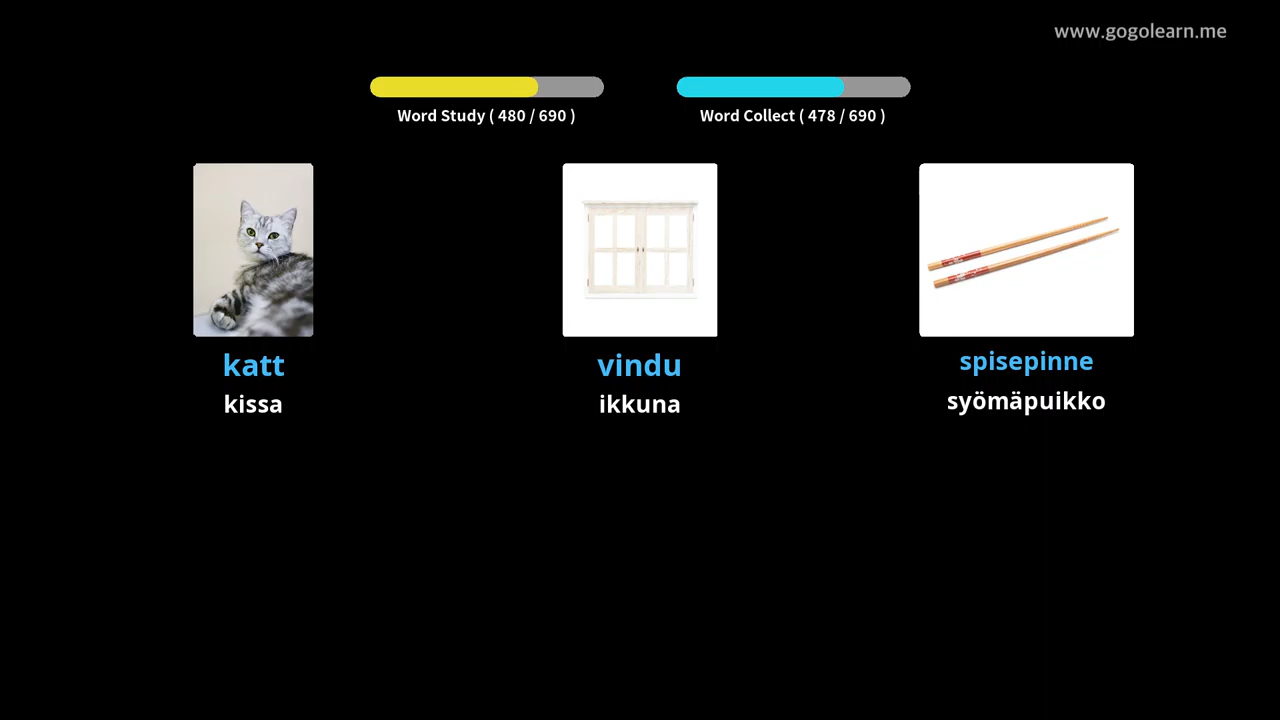 www.gogolearn.me
Word Study ( 480 / 690 )
Word Collect ( 478 / 690 )
katt
kissa
vindu
ikkuna
spisepinne
syömäpuikko